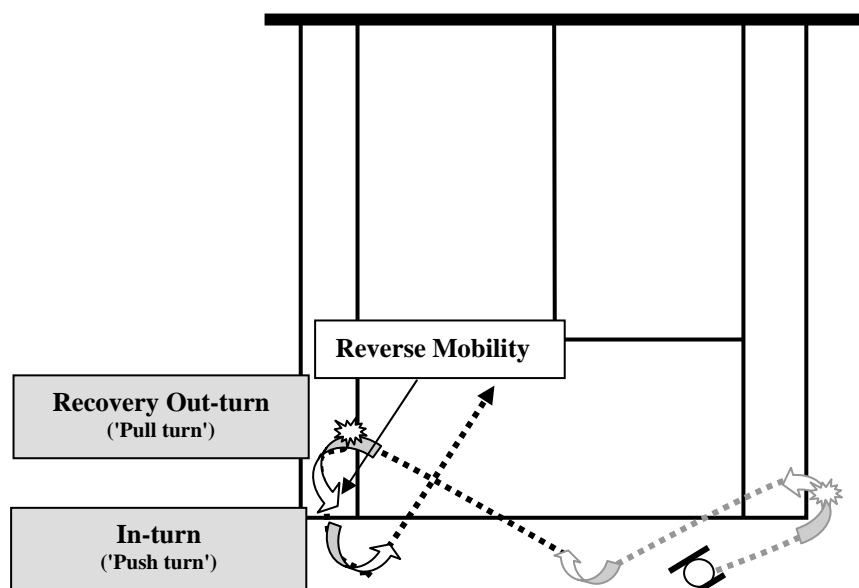 Reverse Mobility
Recovery Out-turn
('Pull turn')
In-turn
('Push turn')